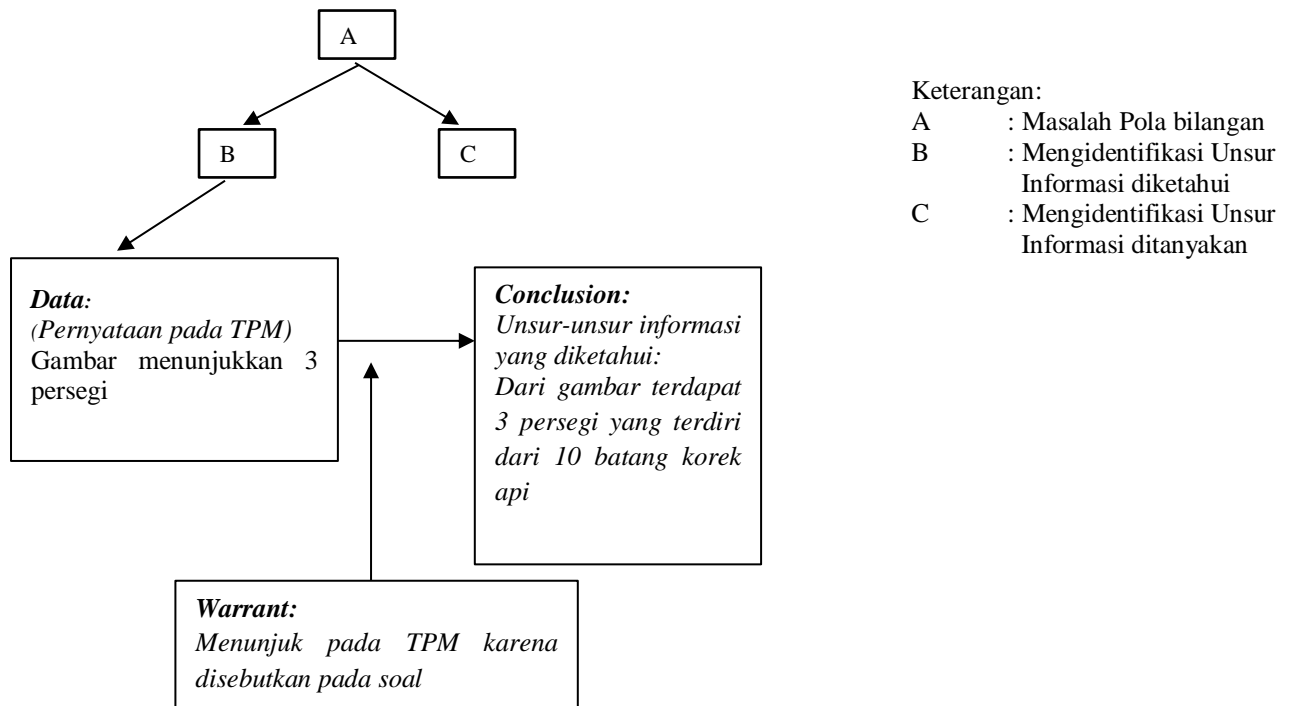 A
B
C
Keterangan:
A : Masalah Pola bilangan
B : Mengidentifikasi Unsur
Informasi diketahui
C : Mengidentifikasi Unsur
Informasi ditanyakan
Data:
(Pernyataan pada TPM)
Gambar menunjukkan 3
persegi
Conclusion:
Unsur-unsur informasi
yang diketahui:
Dari gambar terdapat
3 persegi yang terdiri
dari 10 batang korek
api
Warrant:
Menunjuk pada TPM karena
disebutkan pada soal